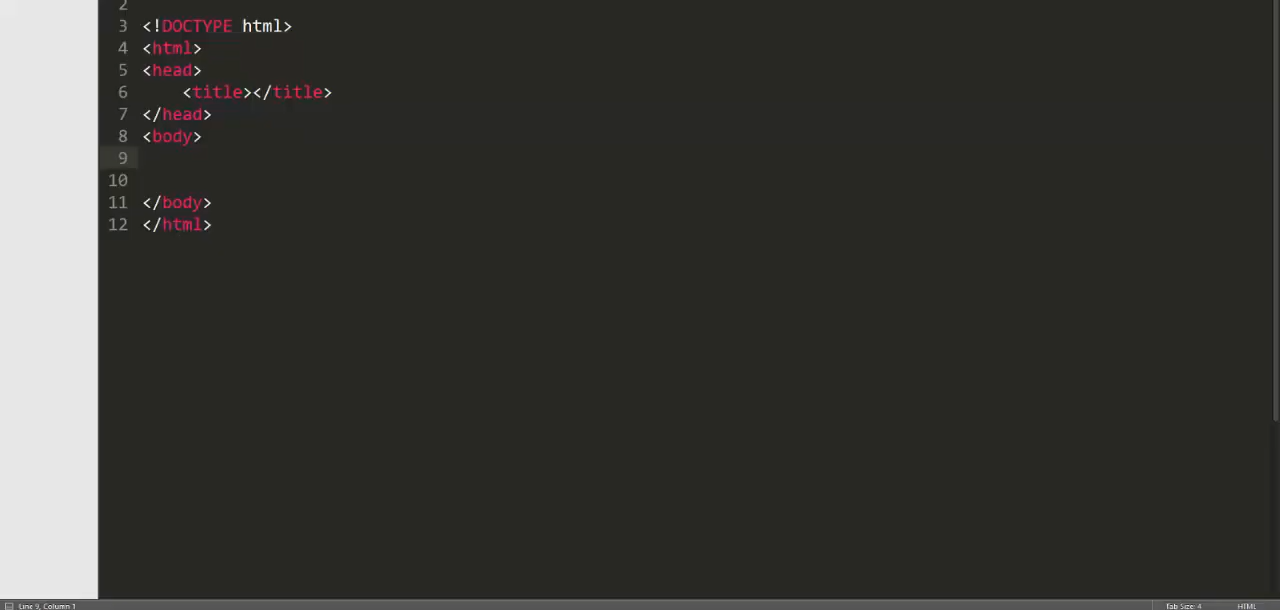 2
3 <!DOCTYPE html>
4 <html>
5 <head>
6     <title></title>
7 </head>
8 <body>
9
10
11 </body>
12 </html>
Line 9, Column 1 Tab Size: 4 HTML